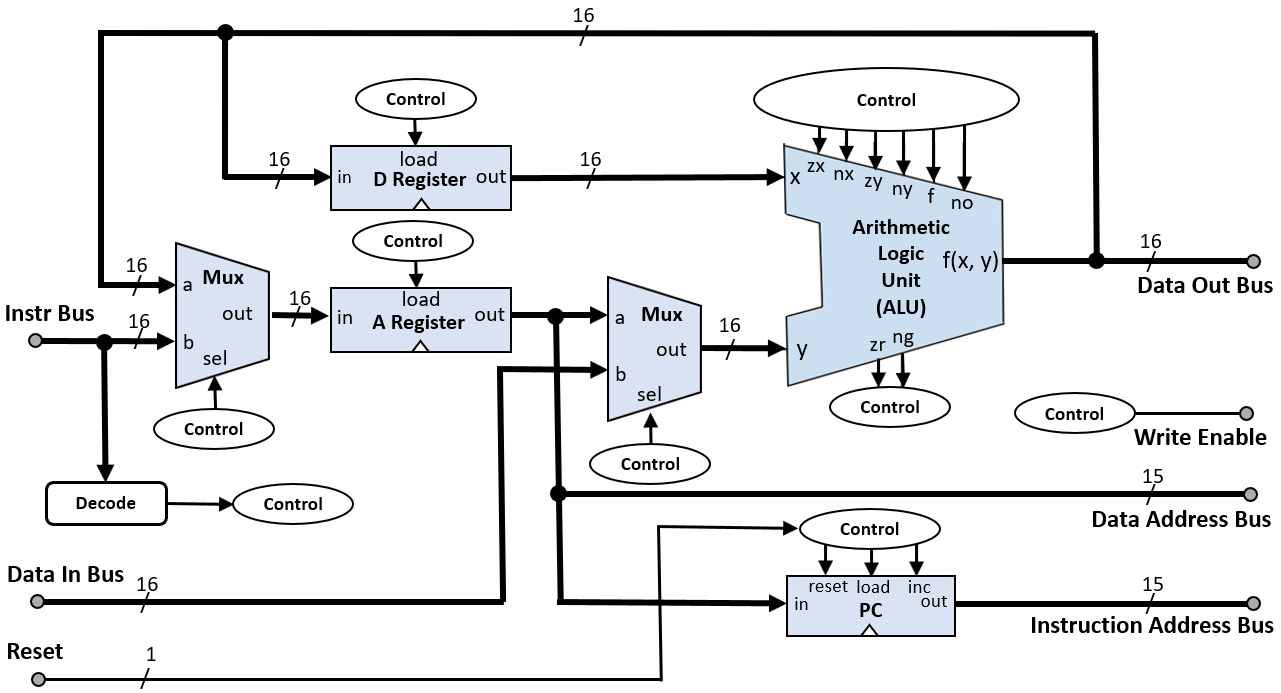 16
Control
Control
16
load
16
zx
nx
zy
ny
f
no
in
D Register
out
x
Control
Arithmetic
Logic
Unit
(ALU)
f(x, y)
16
Data Out Bus
16
a
Mux
out
b
sel
16
Instr Bus
16
load
in
A Register
out
a
Mux
out
b
sel
16
y
zr
ng
Control
Control
Control
Control
Write Enable
Decode
Control
15
Data Address Bus
Control
Data In Bus
16
reset
load
inc
in
out
PC
15
Instruction Address Bus
Reset
1